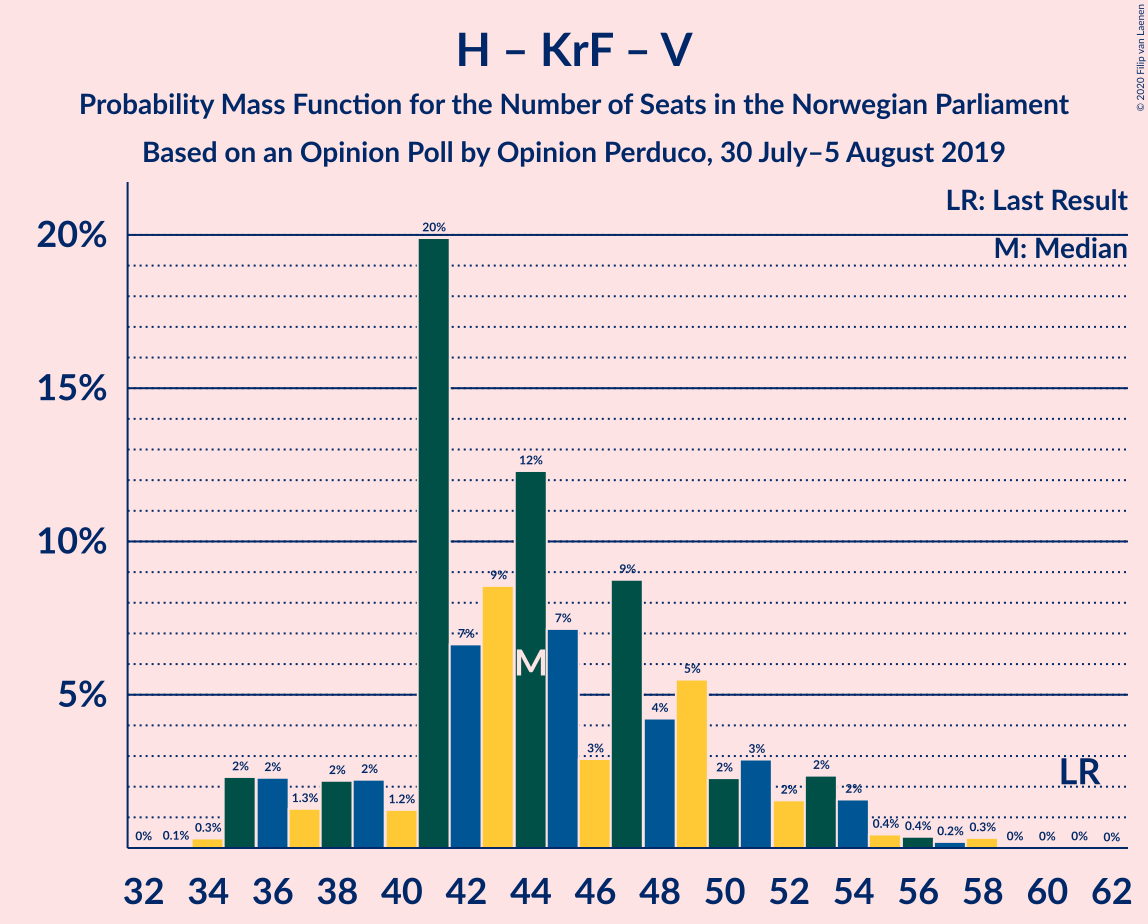 H – KrF – V
Probability Mass Function for the Number of Seats in the Norwegian Parliament
Based on an Opinion Poll by Opinion Perduco, 30 July–5 August 2019
© 2020 Filip van Laenen
LR: Last Result
M: Median
20%
15%
10%
5%
0% 0.1% 0.3% 2% 2% 1.3% 2% 2% 1.2% 20% 7% 9% 12% 7% 3% 9% 4% 5% 2% 3% 2% 2% 2% 0.4% 0.4% 0.2% 0.3% 0% 0% 0% 0%
M
LR
32 34 36 38 40 42 44 46 48 50 52 54 56 58 60 62